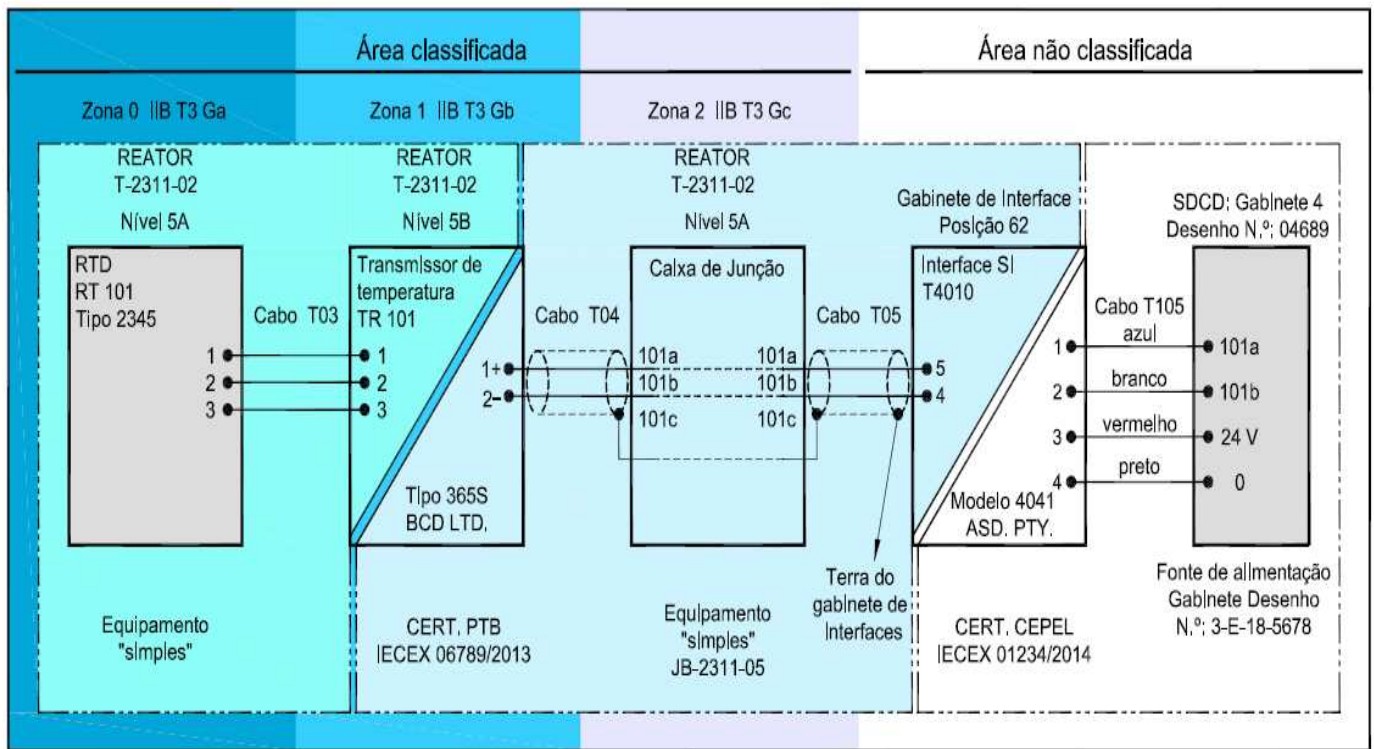 Área classificada
Área não classificada
Zona 0 IIB T3 Ga
Zona 1 IIB T3 Gb
Zona 2 IIB T3 Gc
REATOR
T-2311-02
Nível 5A
REATOR
T-2311-02
Nível 5B
REATOR
T-2311-02
Nível 5A
Gabinete de Interface
Posição 62
SDCD: Gabinete 4
Desenho N.º: 04689
RTD
RT 101
Tipo 2345
1
2
3
Cabo T03
Transmissor de
temperatura
TR 101
1
2
3
1+
2–
Tipo 365S
BCD LTD.
Cabo T04
Caixa de Junção
101a
101b
101c
101a
101b
101c
Cabo T05
Interface SI
T4010
5
4
1
2
3
4
Modelo 4041
ASD. PTY.
Cabo T105
azul
branco
vermelho
preto
101a
101b
24 V
0
Equipamento
"simples"
CERT. PTB
IECEX 06789/2013
Equipamento
"simples"
JB-2311-05
Terra do
gabinete de
Interfaces
CERT. CEPEL
IECEX 01234/2014
Fonte de alimentação
Gabinete Desenho
N.º: 3-E-18-5678